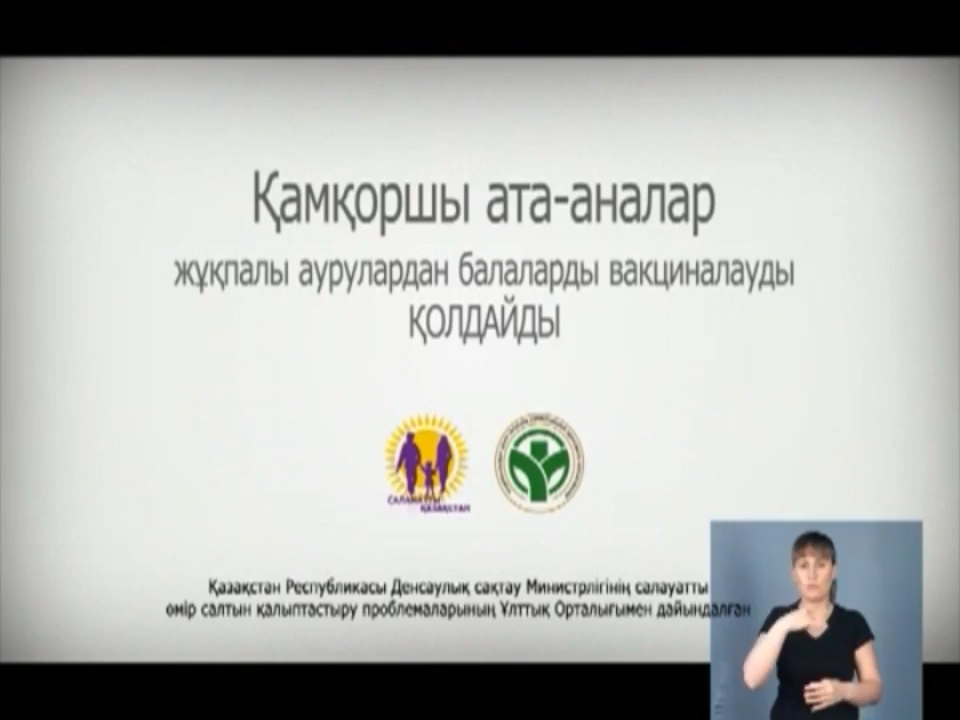 Қамқоршы ата-аналар
жұқпалы аурулардан балаларды вакциналауды
ҚОЛДАЙДЫ
САЛАМАТТЫ
ҚАЗАҚСТАН
Қазақстан Республикасы Денсаулық сақтау Министрлігінің салауатты
өмір салтын қалыптастыру проблемаларының Ұлттық Орталығымен дайындалған